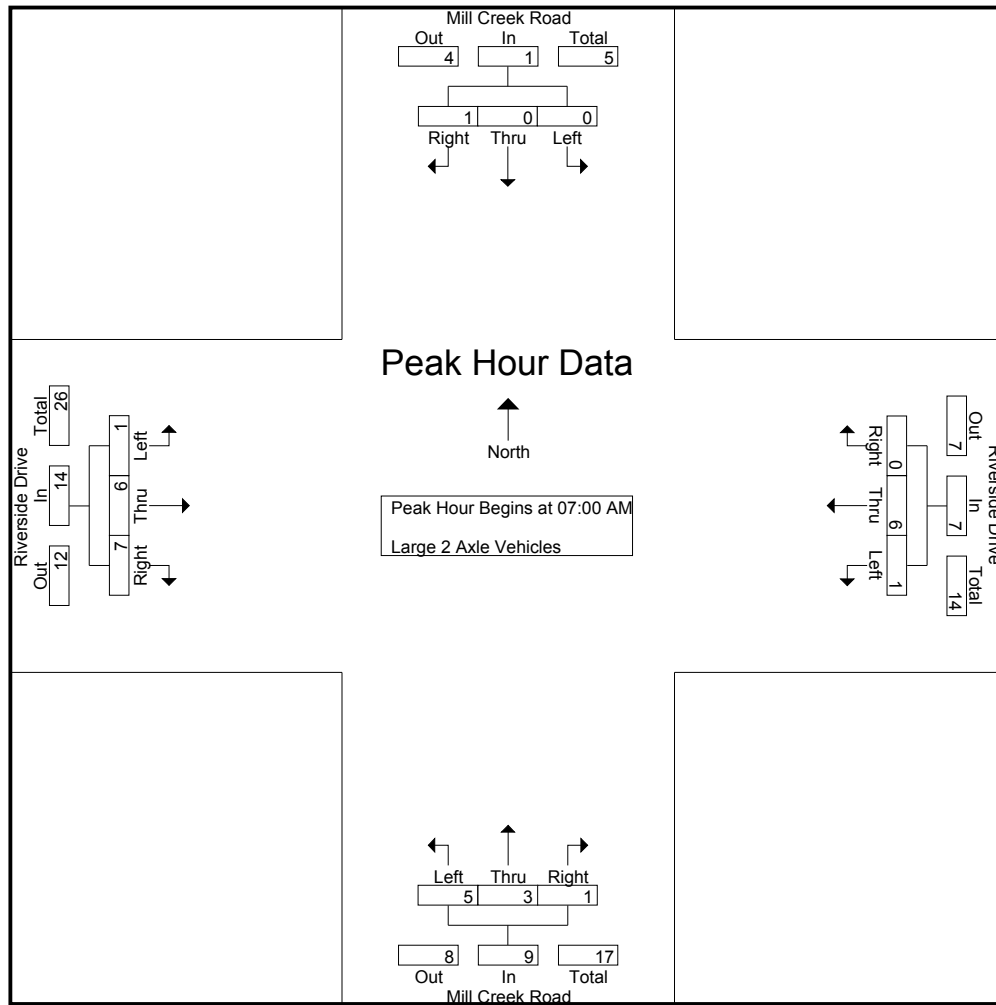 Mill Creek Road
Out In Total
4 1 5
1 0 0
Right Thru Left
Peak Hour Data
North
Peak Hour Begins at 07:00 AM
Large 2 Axle Vehicles
Riverside Drive
Out In Total
12 14 26
1 6 7
Left Thru Right
Riverside Drive
Out In Total
7 7 14
0 6 1
Right Thru Left
Left Thru Right
5 3 1
8 9 17
Out In Total
Mill Creek Road